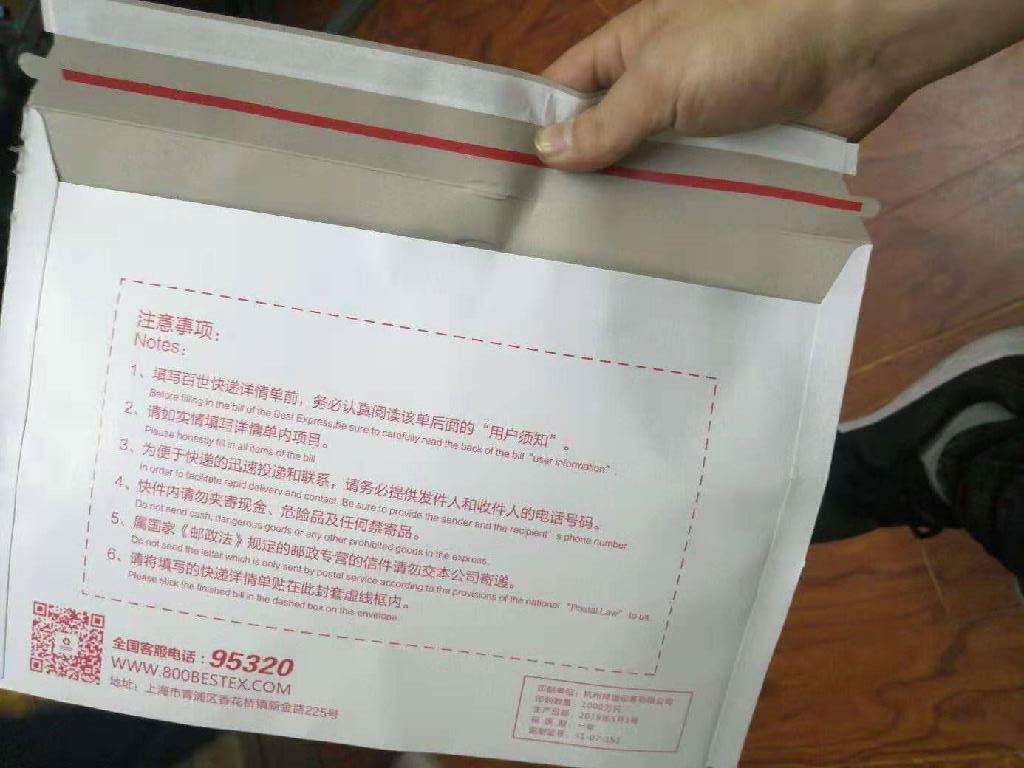 注意事项:
Notes:
1、填写百世快递详情单前，务必认真阅读该单后面的“用户须知”。
Before filling in the bill of the Best Express,be sure to carefully read the back of the bill "user information".
2、请如实填写详情单内项目。
Please honestly fill in all items of the bill
3、为便于快递的迅速投递和联系，请务必提供发件人和收件人的电话号码。
In order to facilitate rapid delivery and contact. Be sure to provide the sender and the recipient's phone number
4、快件内请勿夹寄现金、危险品及任何禁寄品。
Do not send cash, dangerous goods or any other prohibited goods in the express.
5、属国家《邮政法》规定的邮政专营的信件请勿交本公司寄递。
Do not send the letter which is only sent by postal service according to the provisions of the national "Postal Law" to us.
6、请将填写的快递详情单贴在此封套虚线框内。
Please stick the finished bill in the dashed box on this envelope.
全国客服电话：95320
WWW.800BESTEX.COM
地址：上海市青浦区香花桥镇新金路225号
印制单位：杭州
印制数量：2000万只
生产日期：2019年5月1号
保质期：一年
监制证号：